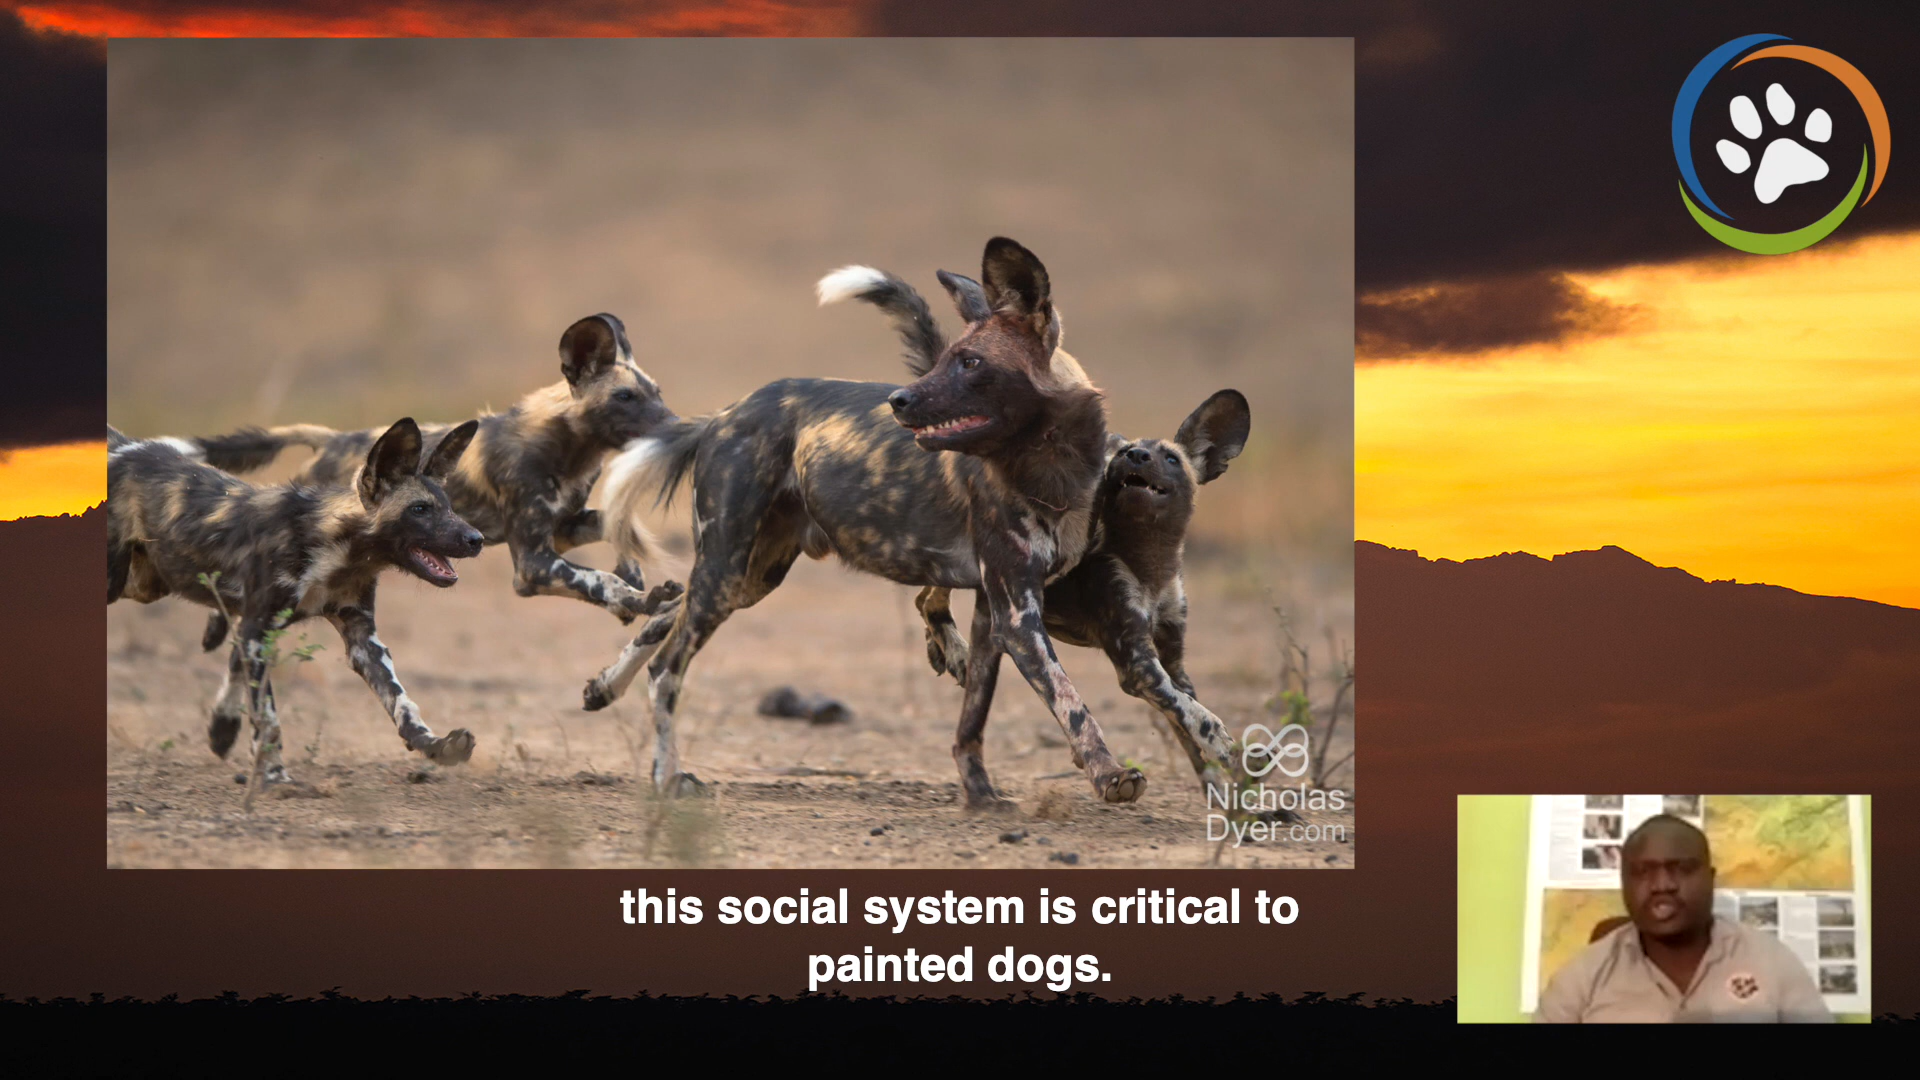 Nicholas
Dyer.com
this social system is critical to
painted dogs.